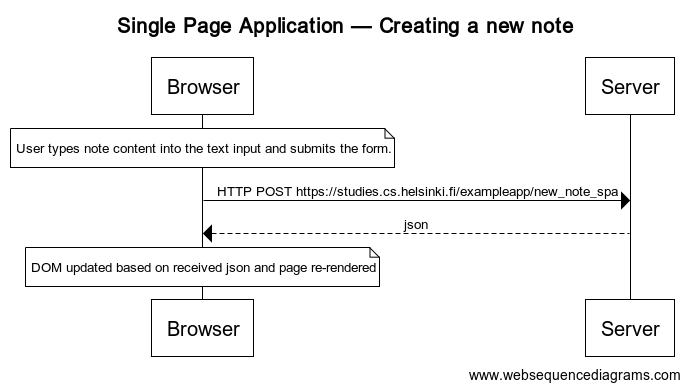 Single Page Application — Creating a new note
Browser
Server
User types note content into the text input and submits the form.
HTTP POST https://studies.cs.helsinki.fi/exampleapp/new_note_spa
json
DOM updated based on received json and page re-rendered
Browser
Server
www.websequencediagrams.com